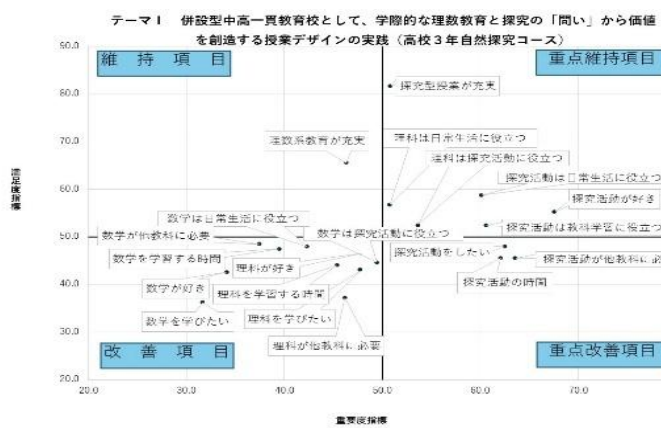 テーマⅠ 併設型中高一貫教育校として、学際的な理数教育と探究の「問い」から価値
を創造する授業デザインの実践（高校３年自然探究コース）
90.0
維持項目
重点維持項目
80.0
探究型授業が充実
70.0
理数系教育が充実
理科は日常生活に役立つ
理科は探究活動に役立つ
満足度指標
60.0
探究活動は日常生活に役立つ
探究活動が好き
数学は日常生活に役立つ
数学は探究活動に役立つ
探究活動は教科学習に役立つ
50.0
数学が他教科に必要
数学を学習する時間
理科が好き
探究活動をしたい
探究活動が他教科に必
40.0
数学が好き
理科を学習する時間
探究活動の時間
数学を学びたい
理科を学びたい
30.0
理科が他教科に必要
改善項目
重点改善項目
20.0
20.0
30.0
40.0
50.0
60.0
70.0
重要度指標